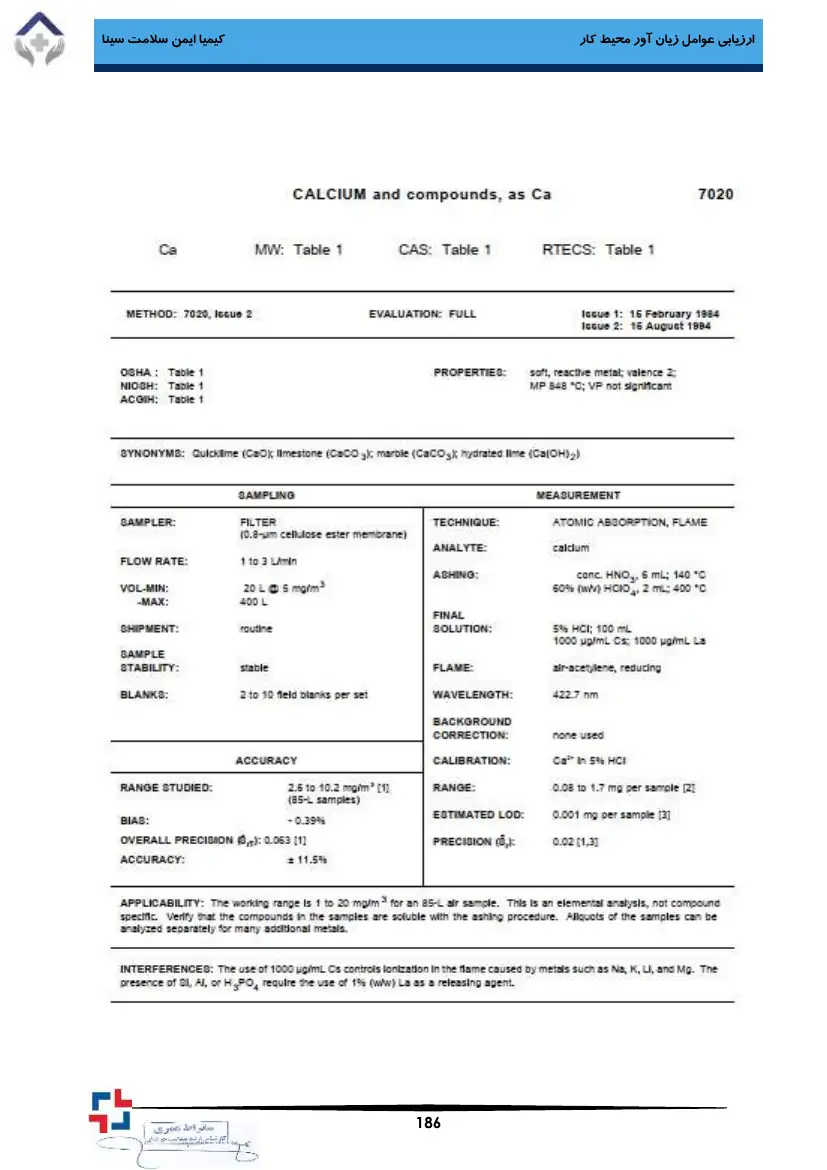 ارزیابی عوامل زیان آور محیط کار
کیمیا ایمن سلامت سینا
CALCIUM and compounds, as Ca 7020
Ca MW: Table 1 CAS: Table 1 RTECS: Table 1
METHOD: 7020, Issue 2 EVALUATION: FULL Issue 1: 15 February 1984
Issue 2: 15 August 1994
OSHA : Table 1
NIOSH: Table 1
ACGIH: Table 1
PROPERTIES: soft, reactive metal; valence 2;
MP 848 °C; VP not significant
SYNONYMS: Quicklime (CaO); limestone (CaCO3); marble (CaCO3); hydrated lime (Ca(OH)2)
SAMPLING
SAMPLER: FILTER
(0.8-µm cellulose ester membrane)
FLOW RATE: 1 to 3 L/min
VOL-MIN: 20 L @ 5 mg/m3
-MAX: 400 L
SHIPMENT: routine
SAMPLE
STABILITY: stable
BLANKS: 2 to 10 field blanks per set
ACCURACY
RANGE STUDIED: 2.6 to 10.2 mg/m3 [1]
(85-L samples)
BIAS: - 0.39%
OVERALL PRECISION (ŜrT): 0.063 [1]
ACCURACY: ± 11.5%
MEASUREMENT
TECHNIQUE: ATOMIC ABSORPTION, FLAME
ANALYTE: calcium
ASHING: conc. HNO3, 6 mL; 140 °C
60% (w/v) HClO4, 2 mL; 400 °C
FINAL
SOLUTION: 5% HCl; 100 mL
1000 µg/mL Cs; 1000 µg/mL La
FLAME: air-acetylene, reducing
WAVELENGTH: 422.7 nm
BACKGROUND
CORRECTION: none used
CALIBRATION: Ca2+ in 5% HCl
RANGE: 0.08 to 1.7 mg per sample [2]
ESTIMATED LOD: 0.001 mg per sample [3]
PRECISION (S̄r): 0.02 [1,3]
APPLICABILITY: The working range is 1 to 20 mg/m3 for an 85-L air sample. This is an elemental analysis, not compound
specific. Verify that the compounds in the samples are soluble with the ashing procedure. Aliquots of the samples can be
analyzed separately for many additional metals.
INTERFERENCES: The use of 1000 µg/mL Cs controls ionization in the flame caused by metals such as Na, K, Li, and Mg. The
presence of Si, Al, or H3PO4 require the use of 1% (w/w) La as a releasing agent.
186